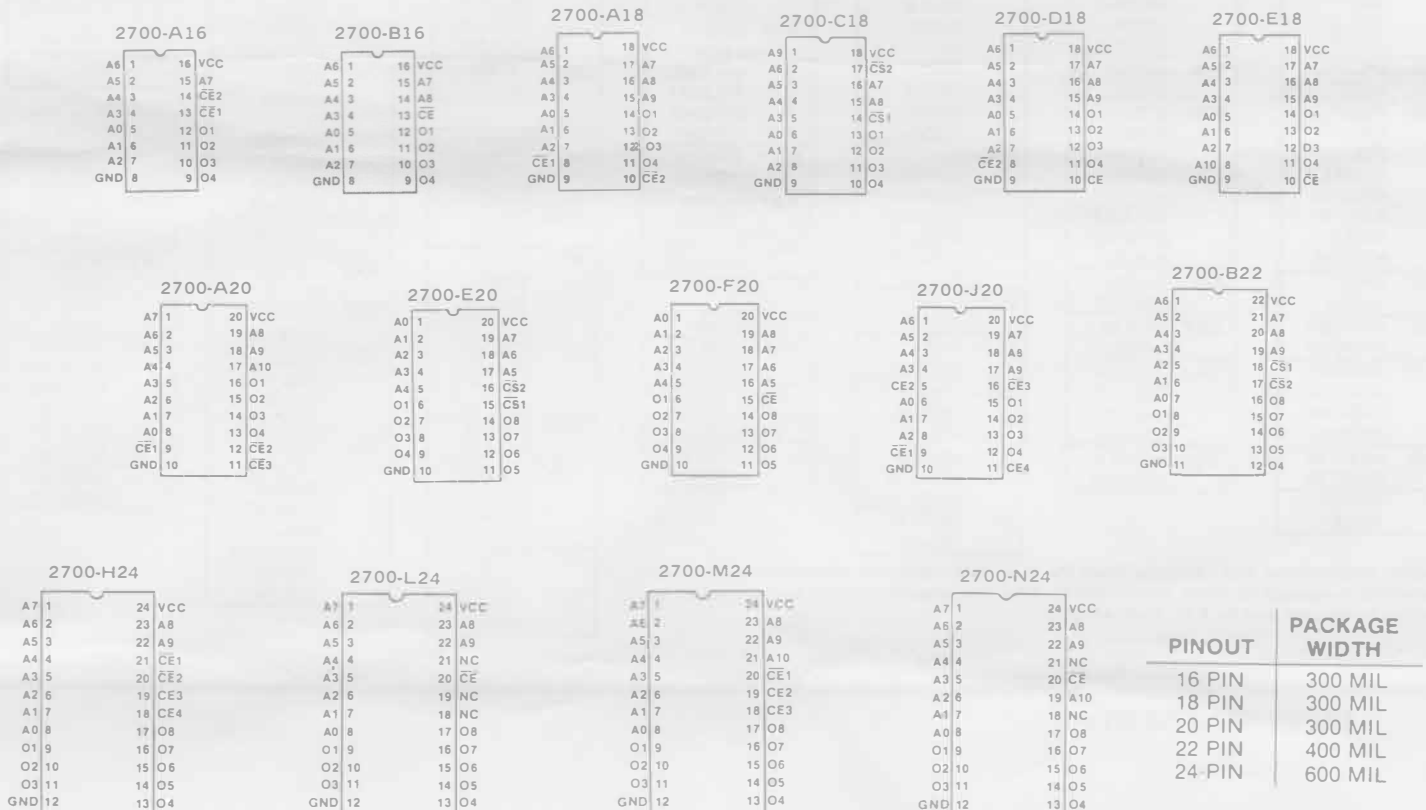 2700-A16
A6 1 16 VCC
A5 2 15 A7
A4 3 14 C̅E̅2
A3 4 13 C̅E̅1
A0 5 12 O1
A1 6 11 O2
A2 7 10 O3
GND 8 9 O4
2700-B16
A6 1 16 VCC
A5 2 15 A7
A4 3 14 A8
A3 4 13 C̅E̅
A0 5 12 O1
A1 6 11 O2
A2 7 10 O3
GND 8 9 O4
2700-A18
A6 1 18 VCC
A5 2 17 A7
A4 3 16 A8
A3 4 15 A9
A0 5 14 O1
A1 6 13 O2
A2 7 12 O3
C̅E̅1 8 11 O4
GND 9 10 C̅E̅2
2700-C18
A9 1 18 VCC
A6 2 17 C̅S̅2
A5 3 16 A7
A4 4 15 A8
A3 5 14 C̅S̅1
A0 6 13 O1
A1 7 12 O2
A2 8 11 O3
GND 9 10 O4
2700-D18
A6 1 18 VCC
A5 2 17 A7
A4 3 16 A8
A3 4 15 A9
A0 5 14 O1
A1 6 13 O2
A2 7 12 O3
C̅E̅2 8 11 O4
GND 9 10 CE
2700-E18
A6 1 18 VCC
A5 2 17 A7
A4 3 16 A8
A3 4 15 A9
A0 5 14 O1
A1 6 13 O2
A2 7 12 D3
A10 8 11 O4
GND 9 10 C̅E̅
2700-A20
A7 1 20 VCC
A6 2 19 A8
A5 3 18 A9
A4 4 17 A10
A3 5 16 O1
A2 6 15 O2
A1 7 14 O3
A0 8 13 O4
C̅E̅1 9 12 C̅E̅2
GND 10 11 C̅E̅3
2700-E20
A0 1 20 VCC
A1 2 19 A7
A2 3 18 A6
A3 4 17 A5
A4 5 16 C̅S̅2
O1 6 15 C̅S̅1
O2 7 14 O8
O3 8 13 O7
O4 9 12 O6
GND 10 11 O5
2700-F20
A0 1 20 VCC
A1 2 19 A8
A2 3 18 A7
A3 4 17 A6
A4 5 16 A5
O1 6 15 C̅E̅
O2 7 14 O8
O3 8 13 O7
O4 9 12 O6
GND 10 11 O5
2700-J20
A6 1 20 VCC
A5 2 19 A7
A4 3 18 A8
A3 4 17 A9
CE2 5 16 C̅E̅3
A0 6 15 O1
A1 7 14 O2
A2 8 13 O3
C̅E̅1 9 12 O4
GND 10 11 CE4
2700-B22
A6 1 22 VCC
A5 2 21 A7
A4 3 20 A8
A3 4 19 A9
A2 5 18 C̅S̅1
A1 6 17 C̅S̅2
A0 7 16 O8
O1 8 15 O7
O2 9 14 O6
O3 10 13 O5
GND 11 12 O4
2700-H24
A7 1 24 VCC
A6 2 23 A8
A5 3 22 A9
A4 4 21 C̅E̅1
A3 5 20 C̅E̅2
A2 6 19 CE3
A1 7 18 CE4
A0 8 17 O8
O1 9 16 O7
O2 10 15 O6
O3 11 14 O5
GND 12 13 O4
2700-L24
A7 1 24 VCC
A6 2 23 A8
A5 3 22 A9
A4 4 21 NC
A3 5 20 C̅E̅
A2 6 19 NC
A1 7 18 NC
A0 8 17 O8
O1 9 16 O7
O2 10 15 O6
O3 11 14 O5
GND 12 13 O4
2700-M24
A7 1 24 VCC
A6 2 23 A8
A5 3 22 A9
A4 4 21 A10
A3 5 20 C̅E̅1
A2 6 19 CE2
A1 7 18 CE3
A0 8 17 O8
O1 9 16 O7
O2 10 15 O6
O3 11 14 O5
GND 12 13 O4
2700-N24
A7 1 24 VCC
A6 2 23 A8
A5 3 22 A9
A4 4 21 NC
A3 5 20 C̅E̅
A2 6 19 A10
A1 7 18 NC
A0 8 17 O8
O1 9 16 O7
O2 10 15 O6
O3 11 14 O5
GND 12 13 O4
PINOUT PACKAGE WIDTH
16 PIN 300 MIL
18 PIN 300 MIL
20 PIN 300 MIL
22 PIN 400 MIL
24-PIN 600 MIL